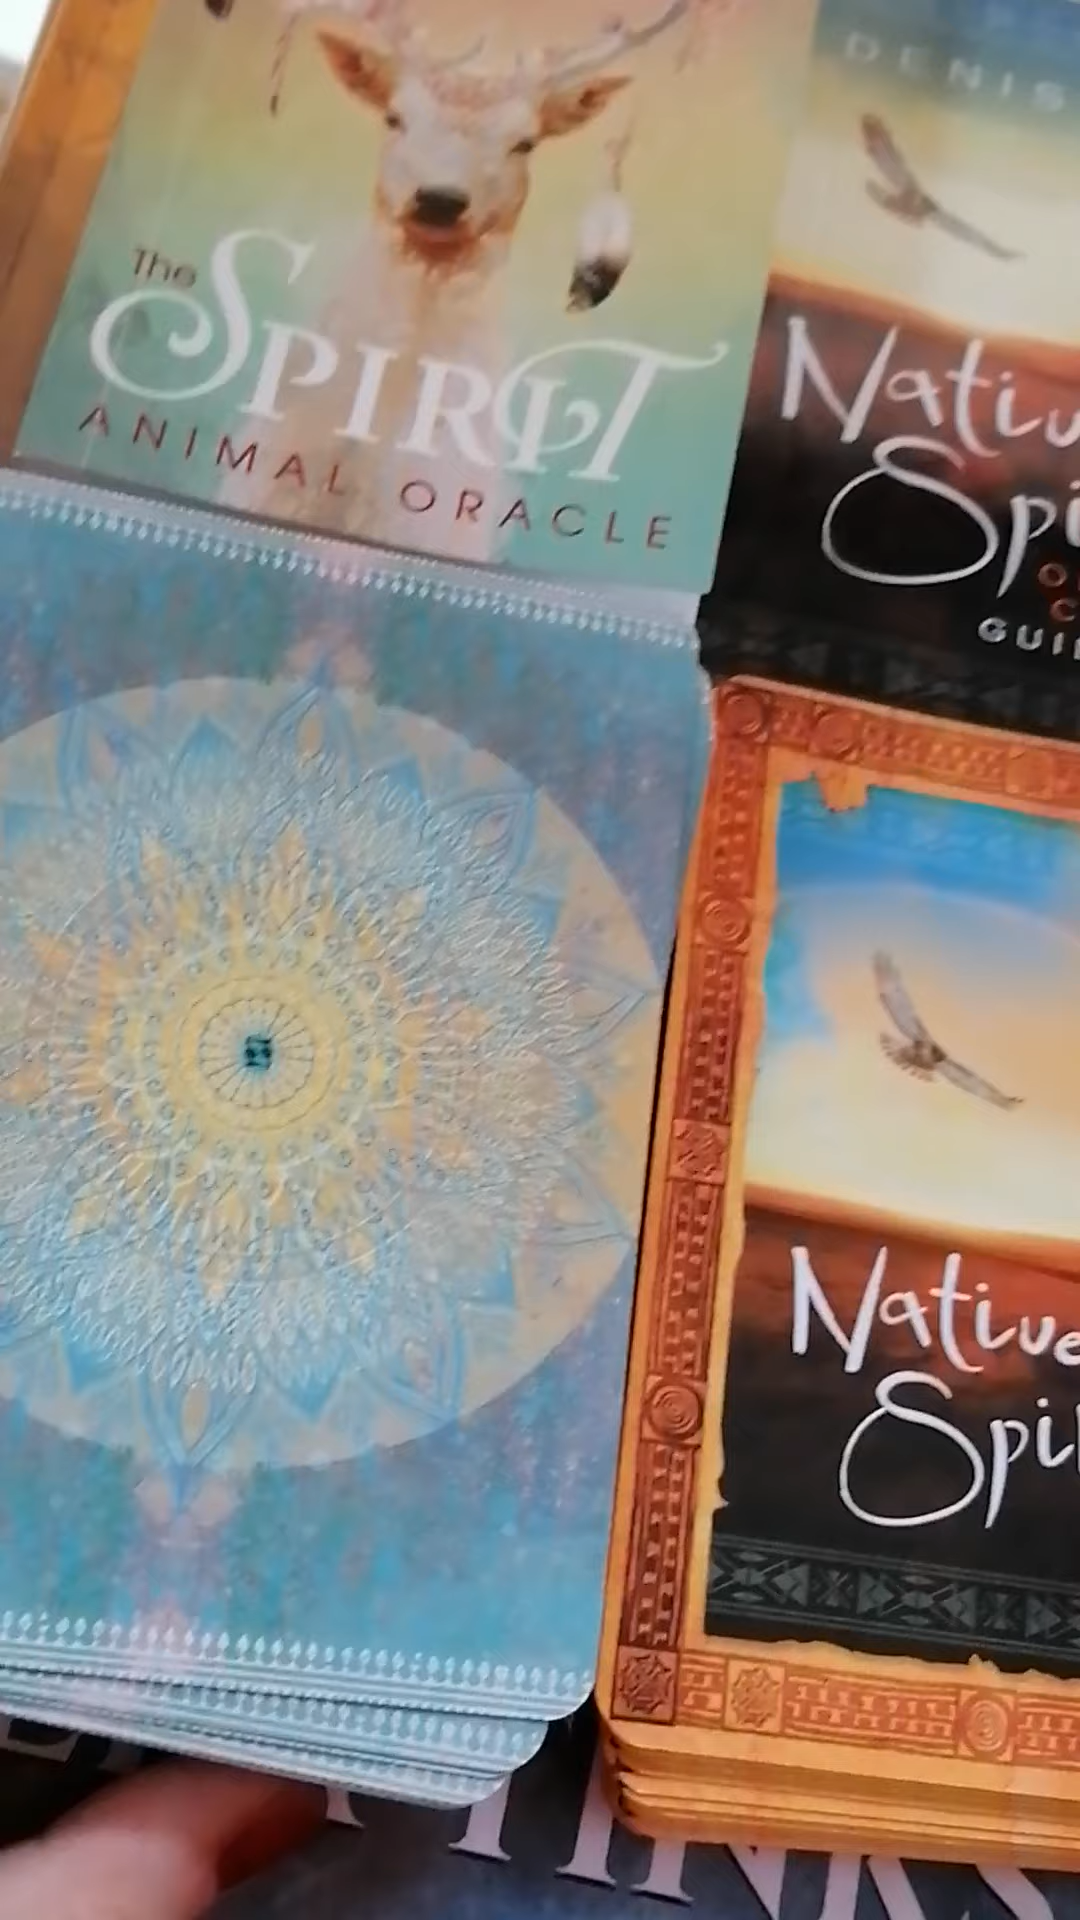 The
SPIRIT
ANIMAL ORACLE
DENIS
Nativ
Spi
O
C
GUI
Native
Spi